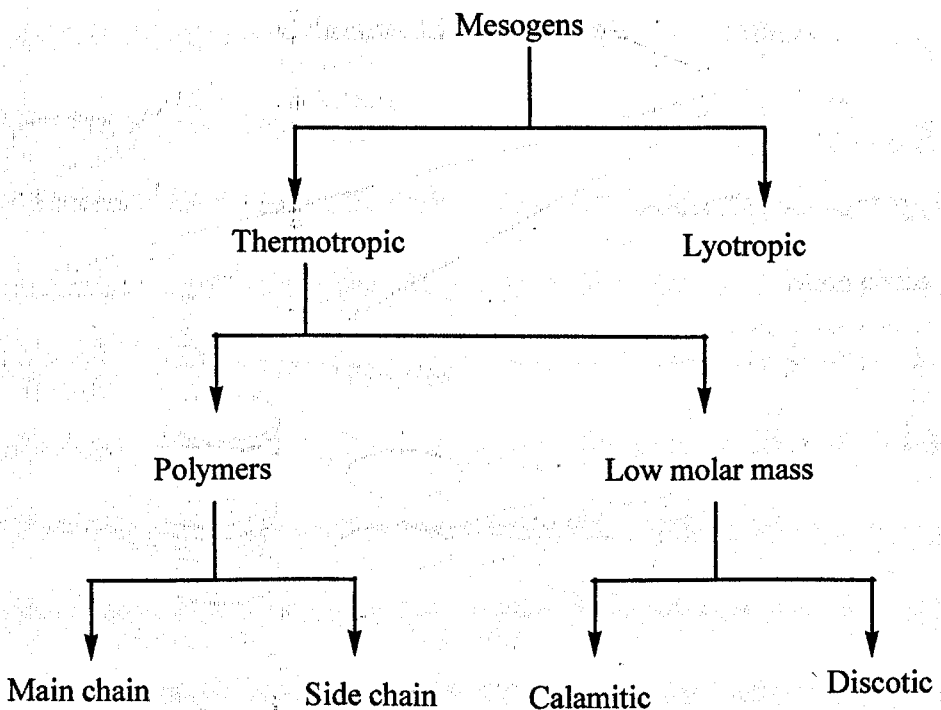 Mesogens
Thermotropic
Lyotropic
Polymers
Low molar mass
Main chain
Side chain
Calamitic
Discotic